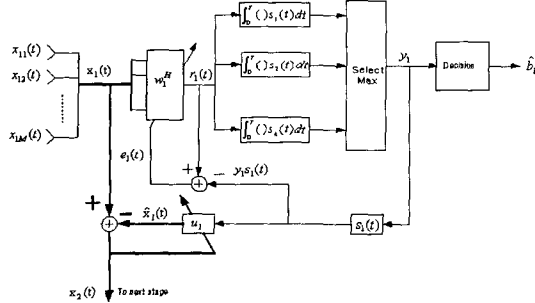 x₁₁(t)
x₁₂(t)
x₁M(t)
x₁(t)
w₁ᴴ
r₁(t)
∫₀ᵀ ( )s₁(t)dt
∫₀ᵀ ( )s₂(t)dt
∫₀ᵀ ( )sₖ(t)dt
Select
Max
y₁
Decision
b̂₁
e₁(t)
+
+
− y₁s₁(t)
+
− x̂₁(t)
+
u₁
s₁(t)
x₂(t) To next stage